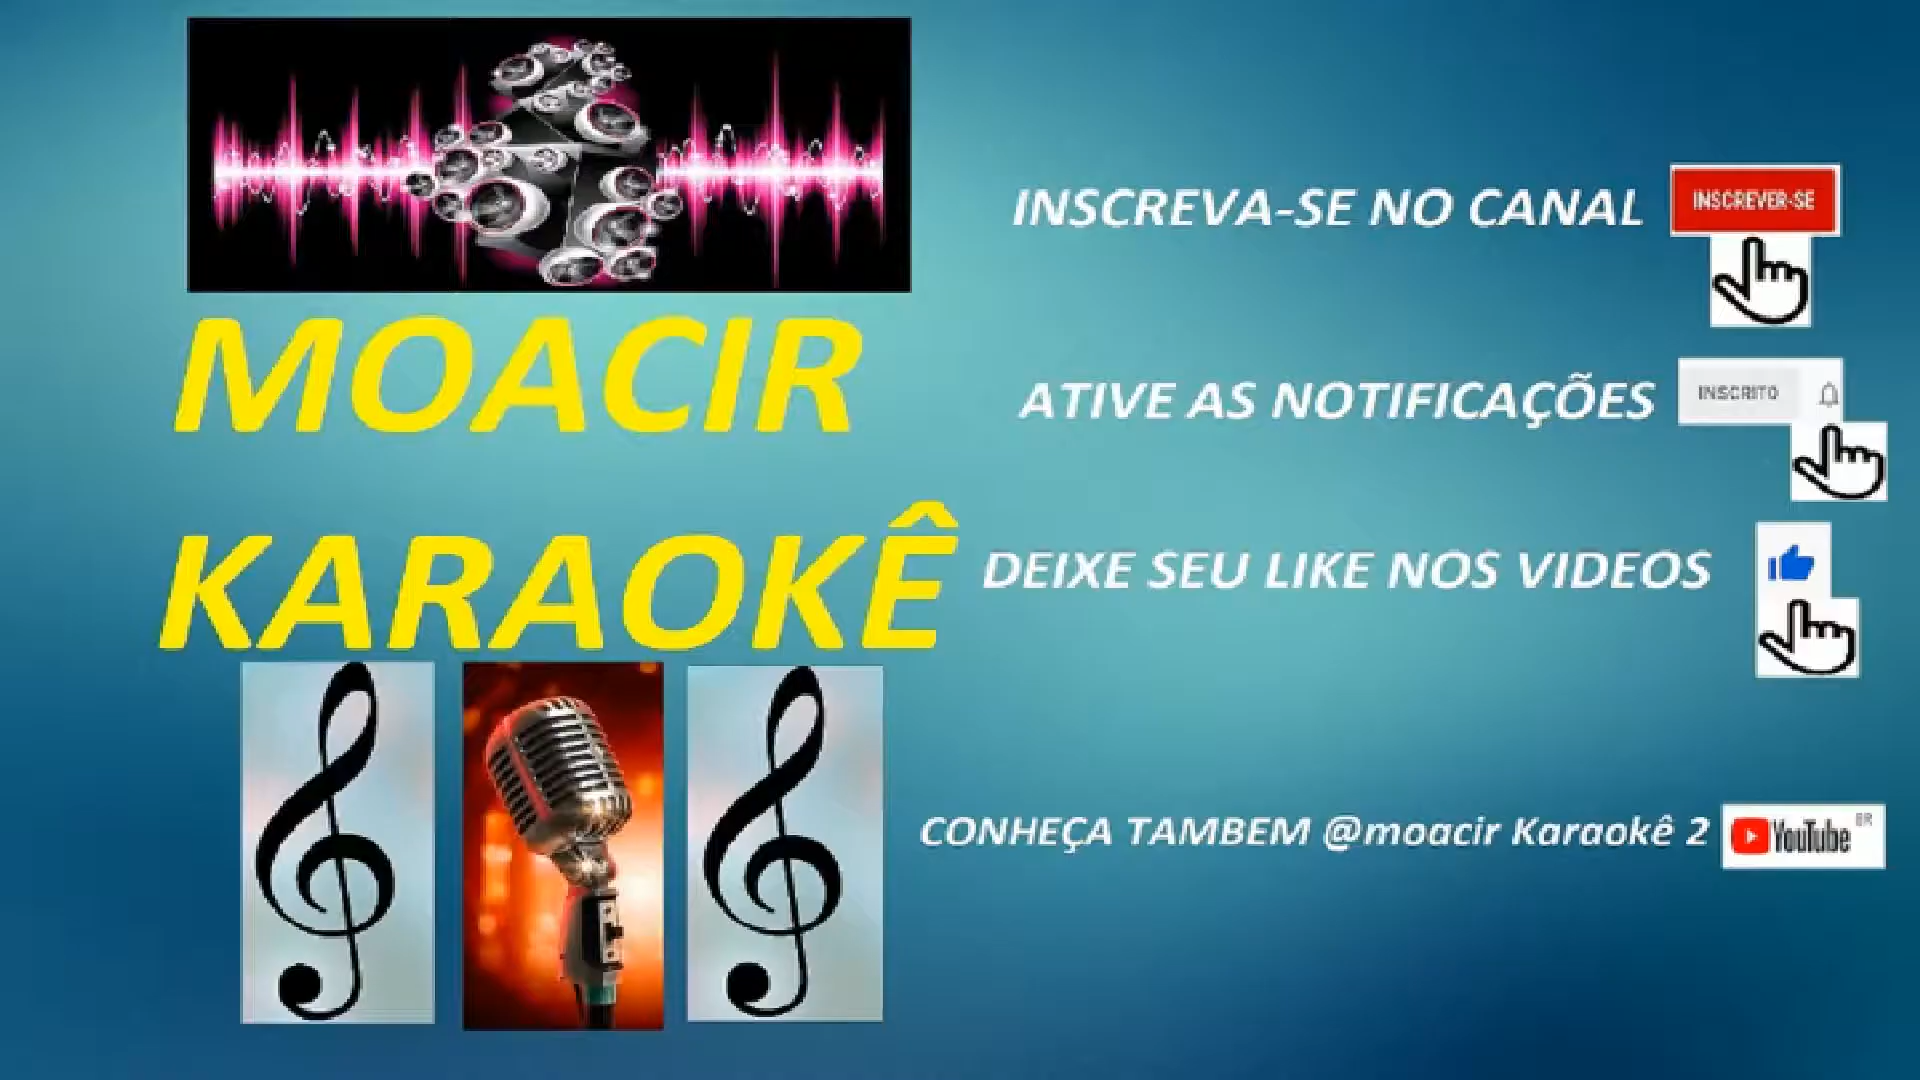 MOACIR
KARAOKÊ
INSCREVA-SE NO CANAL
INSCREVER-SE
ATIVE AS NOTIFICAÇÕES
INSCRITO
DEIXE SEU LIKE NOS VIDEOS
CONHEÇA TAMBEM @moacir Karaokê 2
YouTube BR